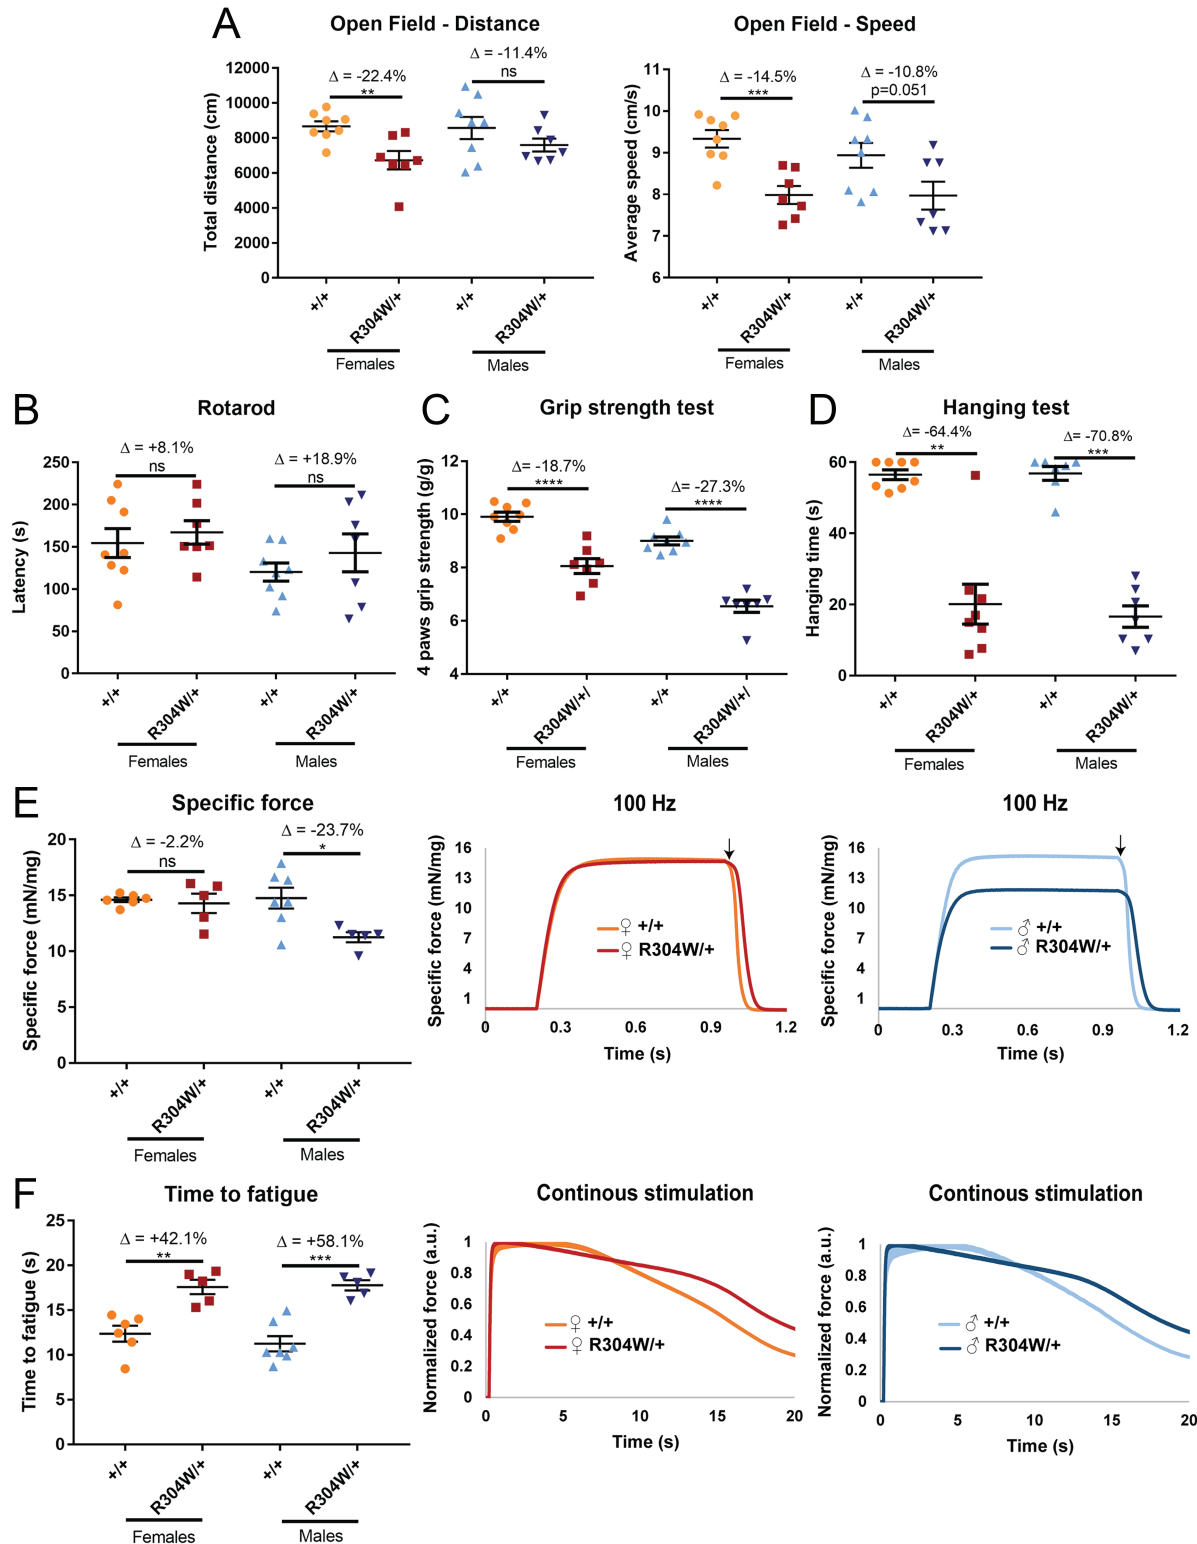 A
Open Field - Distance
Δ = -22.4%
**
Δ = -11.4%
ns
Total distance (cm)
12000
10000
8000
6000
4000
2000
0
+/+
R304W/+
+/+
R304W/+
Females
Males
Open Field - Speed
Δ = -14.5%
***
Δ = -10.8%
p=0.051
Average speed (cm/s)
11
10
9
8
7
6
+/+
R304W/+
+/+
R304W/+
Females
Males
B
Rotarod
Δ = +8.1%
ns
Δ = +18.9%
ns
Latency (s)
250
200
150
100
50
0
+/+
R304W/+
+/+
R304W/+
Females
Males
C
Grip strength test
Δ = -18.7%
****
Δ= -27.3%
****
4 paws grip strength (g/g)
12
10
8
6
4
+/+
R304W/+/
+/+
R304W/+/
Females
Males
D
Hanging test
Δ= -64.4%
**
Δ= -70.8%
***
Hanging time (s)
60
40
20
0
+/+
R304W/+
+/+
R304W/+
Females
Males
E
Specific force
Δ = -2.2%
ns
Δ = -23.7%
*
Specific force (mN/mg)
20
15
10
5
0
+/+
R304W/+
+/+
R304W/+
Females
Males
100 Hz
Specific force (mN/mg)
16
13
10
7
4
1
♀ +/+
♀ R304W/+
0
0.3
0.6
0.9
1.2
Time (s)
100 Hz
Specific force (mN/mg)
16
13
10
7
4
1
♂ +/+
♂ R304W/+
0
0.3
0.6
0.9
1.2
Time (s)
F
Time to fatigue
Δ = +42.1%
**
Δ = +58.1%
***
Time to fatigue (s)
25
20
15
10
5
0
+/+
R304W/+
+/+
R304W/+
Females
Males
Continous stimulation
Normalized force (a.u.)
1
0.8
0.6
0.4
0.2
0
♀ +/+
♀ R304W/+
0
5
10
15
20
Time (s)
Continous stimulation
Normalized force (a.u.)
1
0.8
0.6
0.4
0.2
0
♂ +/+
♂ R304W/+
0
5
10
15
20
Time (s)